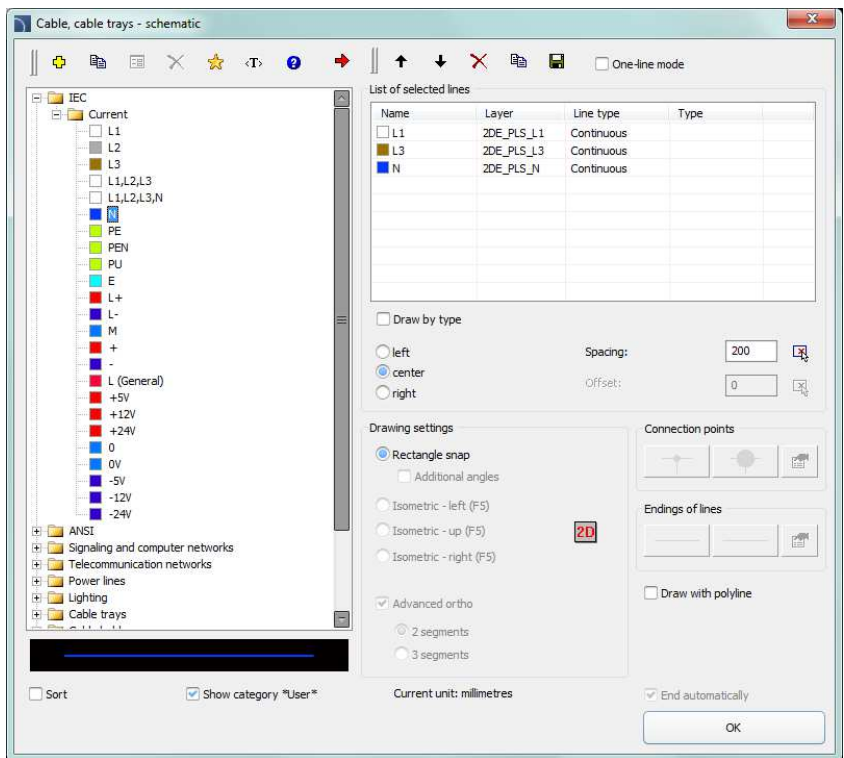 Cable, cable trays - schematic
‹T›
One-line mode
IEC
Current
L1
L2
L3
L1,L2,L3
L1,L2,L3,N
N
PE
PEN
PU
E
L+
L-
M
+
-
L (General)
+5V
+12V
+24V
0
0V
-5V
-12V
-24V
ANSI
Signaling and computer networks
Telecommunication networks
Power lines
Lighting
Cable trays
Sort
Show category *User*
List of selected lines
Name Layer Line type Type
L1 2DE_PLS_L1 Continuous
L3 2DE_PLS_L3 Continuous
N 2DE_PLS_N Continuous
Draw by type
left
center
right
Spacing: 200
Offset: 0
Drawing settings
Rectangle snap
Additional angles
Isometric - left (F5)
Isometric - up (F5)
Isometric - right (F5)
2D
Advanced ortho
2 segments
3 segments
Current unit: millimetres
Connection points
Endings of lines
Draw with polyline
End automatically
OK